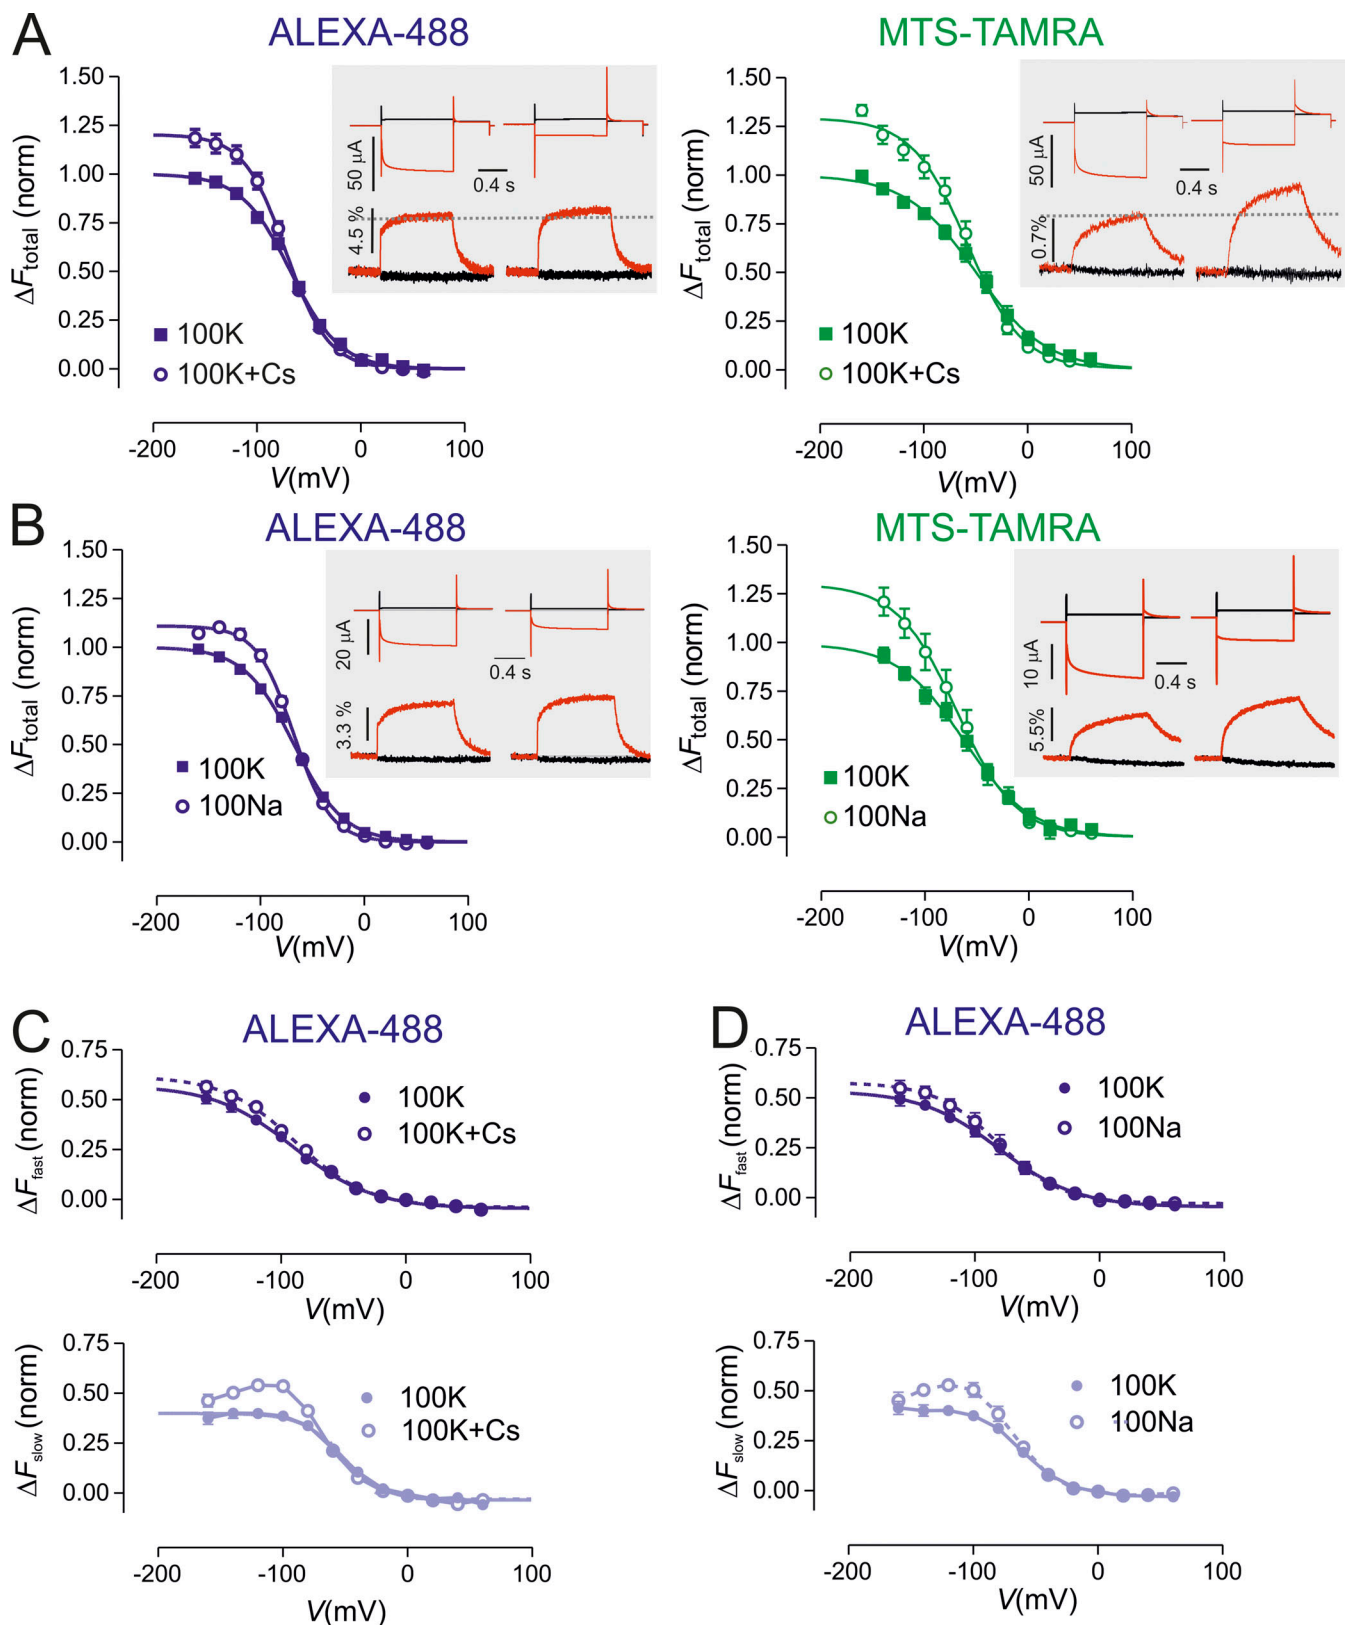 A
ALEXA-488
MTS-TAMRA
ΔFtotal (norm)
1.50
1.25
1.00
0.75
0.50
0.25
0.00
50 µA
0.4 s
4.5 %
100K
100K+Cs
-200
-100
0
100
V(mV)
ΔFtotal (norm)
1.50
1.25
1.00
0.75
0.50
0.25
0.00
50 µA
0.4 s
0.7%
100K
100K+Cs
-200
-100
0
100
V(mV)
B
ALEXA-488
MTS-TAMRA
ΔFtotal (norm)
1.50
1.25
1.00
0.75
0.50
0.25
0.00
20 µA
0.4 s
3.3 %
100K
100Na
-200
-100
0
100
V(mV)
ΔFtotal (norm)
1.50
1.25
1.00
0.75
0.50
0.25
0.00
10 µA
0.4 s
5.5%
100K
100Na
-200
-100
0
100
V(mV)
C
ALEXA-488
ΔFfast (norm)
0.75
0.50
0.25
0.00
100K
100K+Cs
-200
-100
0
100
V(mV)
ΔFslow (norm)
0.75
0.50
0.25
0.00
100K
100K+Cs
-200
-100
0
100
V(mV)
D
ALEXA-488
ΔFfast (norm)
0.75
0.50
0.25
0.00
100K
100Na
-200
-100
0
100
V(mV)
ΔFslow (norm)
0.75
0.50
0.25
0.00
100K
100Na
-200
-100
0
100
V(mV)